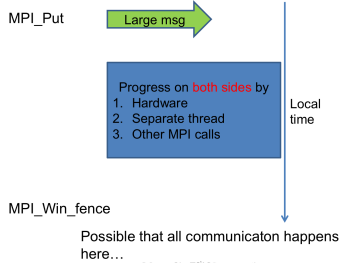 MPI_Put
Large msg
Progress on both sides by
1. Hardware
2. Separate thread
3. Other MPI calls
Local
time
MPI_Win_fence
Possible that all communicaton happens
here…